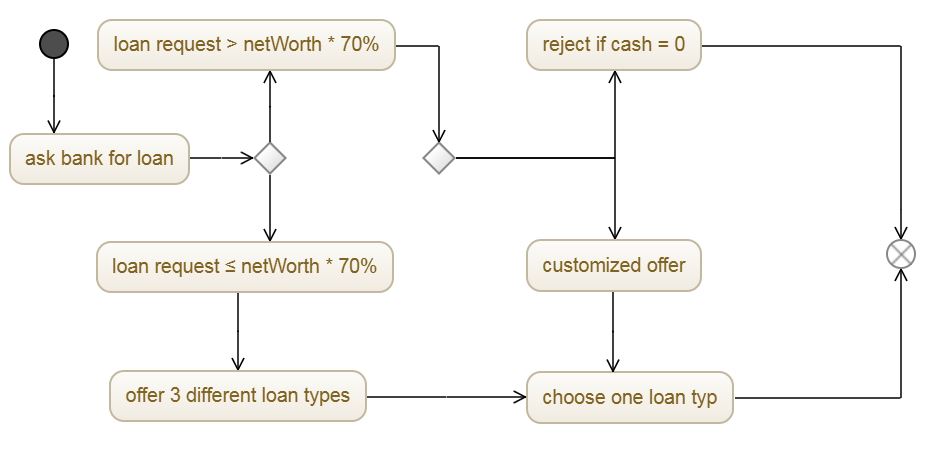 loan request > netWorth * 70%
reject if cash = 0
ask bank for loan
loan request ≤ netWorth * 70%
customized offer
offer 3 different loan types
choose one loan typ